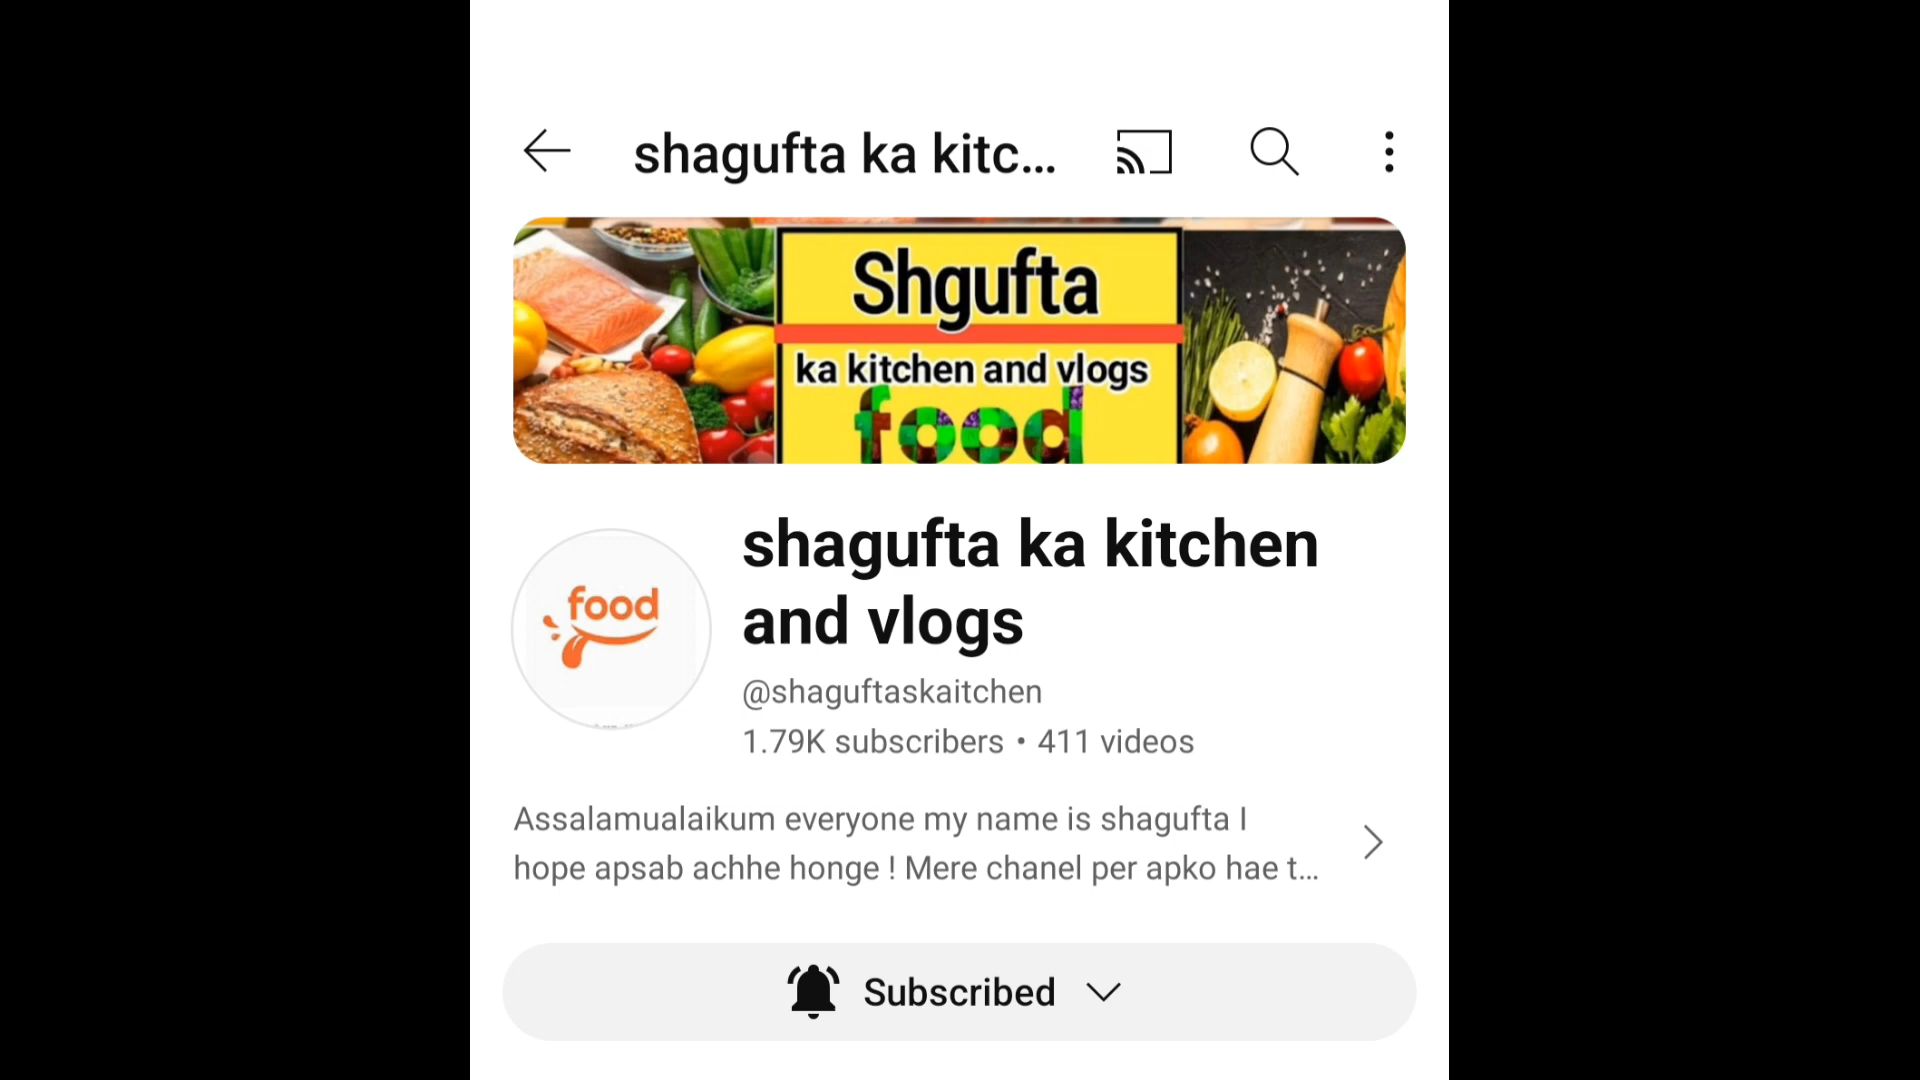 shagufta ka kitc...
Shgufta
ka kitchen and vlogs
food
food
shagufta ka kitchen
and vlogs
@shaguftaskaitchen
1.79K subscribers • 411 videos
Assalamualaikum everyone my name is shagufta I
hope apsab achhe honge ! Mere chanel per apko hae t...
Subscribed